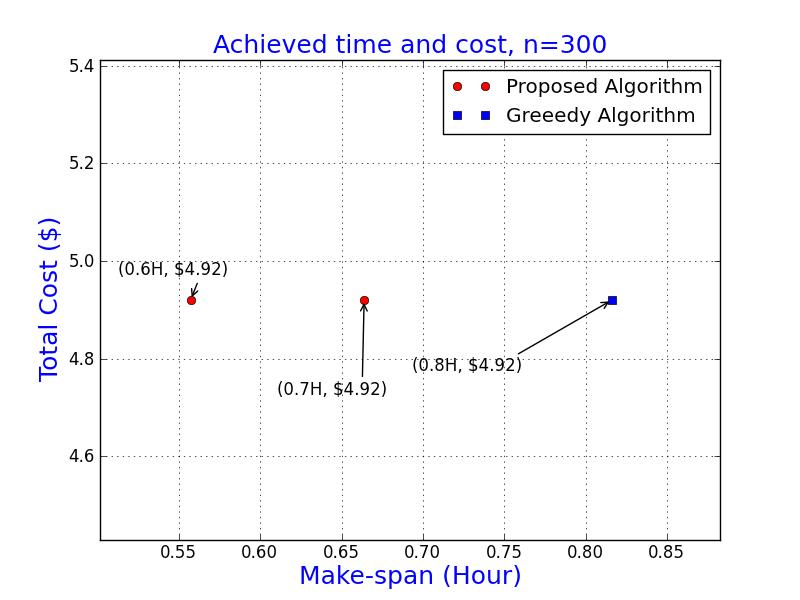 Achieved time and cost, n=300
5.4
5.2
5.0
4.8
4.6
Total Cost ($)
Proposed Algorithm
Greeedy Algorithm
(0.6H, $4.92)
(0.7H, $4.92)
(0.8H, $4.92)
0.55 0.60 0.65 0.70 0.75 0.80 0.85
Make-span (Hour)